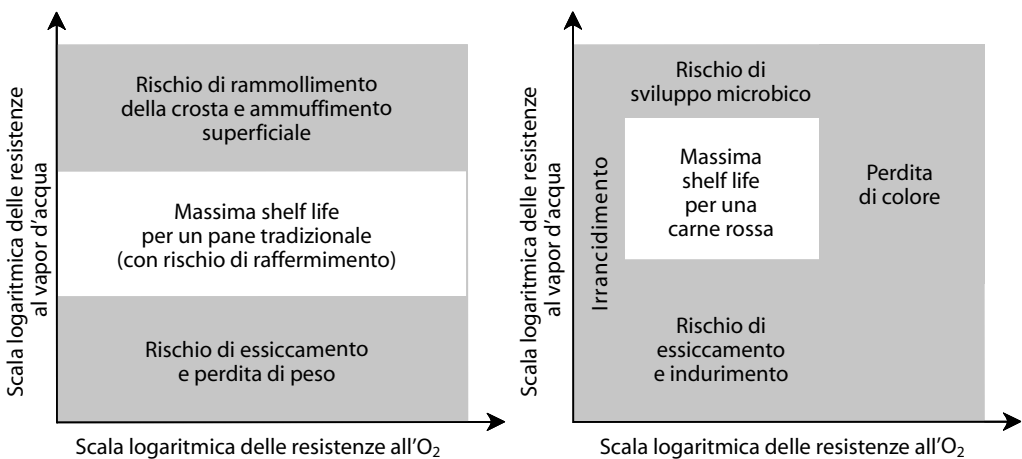 Scala logaritmica delle resistenze
al vapor d'acqua
Rischio di rammollimento
della crosta e ammuffimento
superficiale
Massima shelf life
per un pane tradizionale
(con rischio di raffermimento)
Rischio di essiccamento
e perdita di peso
Scala logaritmica delle resistenze all'O₂
Scala logaritmica delle resistenze
al vapor d'acqua
Rischio di
sviluppo microbico
Irrancidimento
Massima
shelf life
per una
carne rossa
Perdita
di colore
Rischio di
essiccamento
e indurimento
Scala logaritmica delle resistenze all'O₂